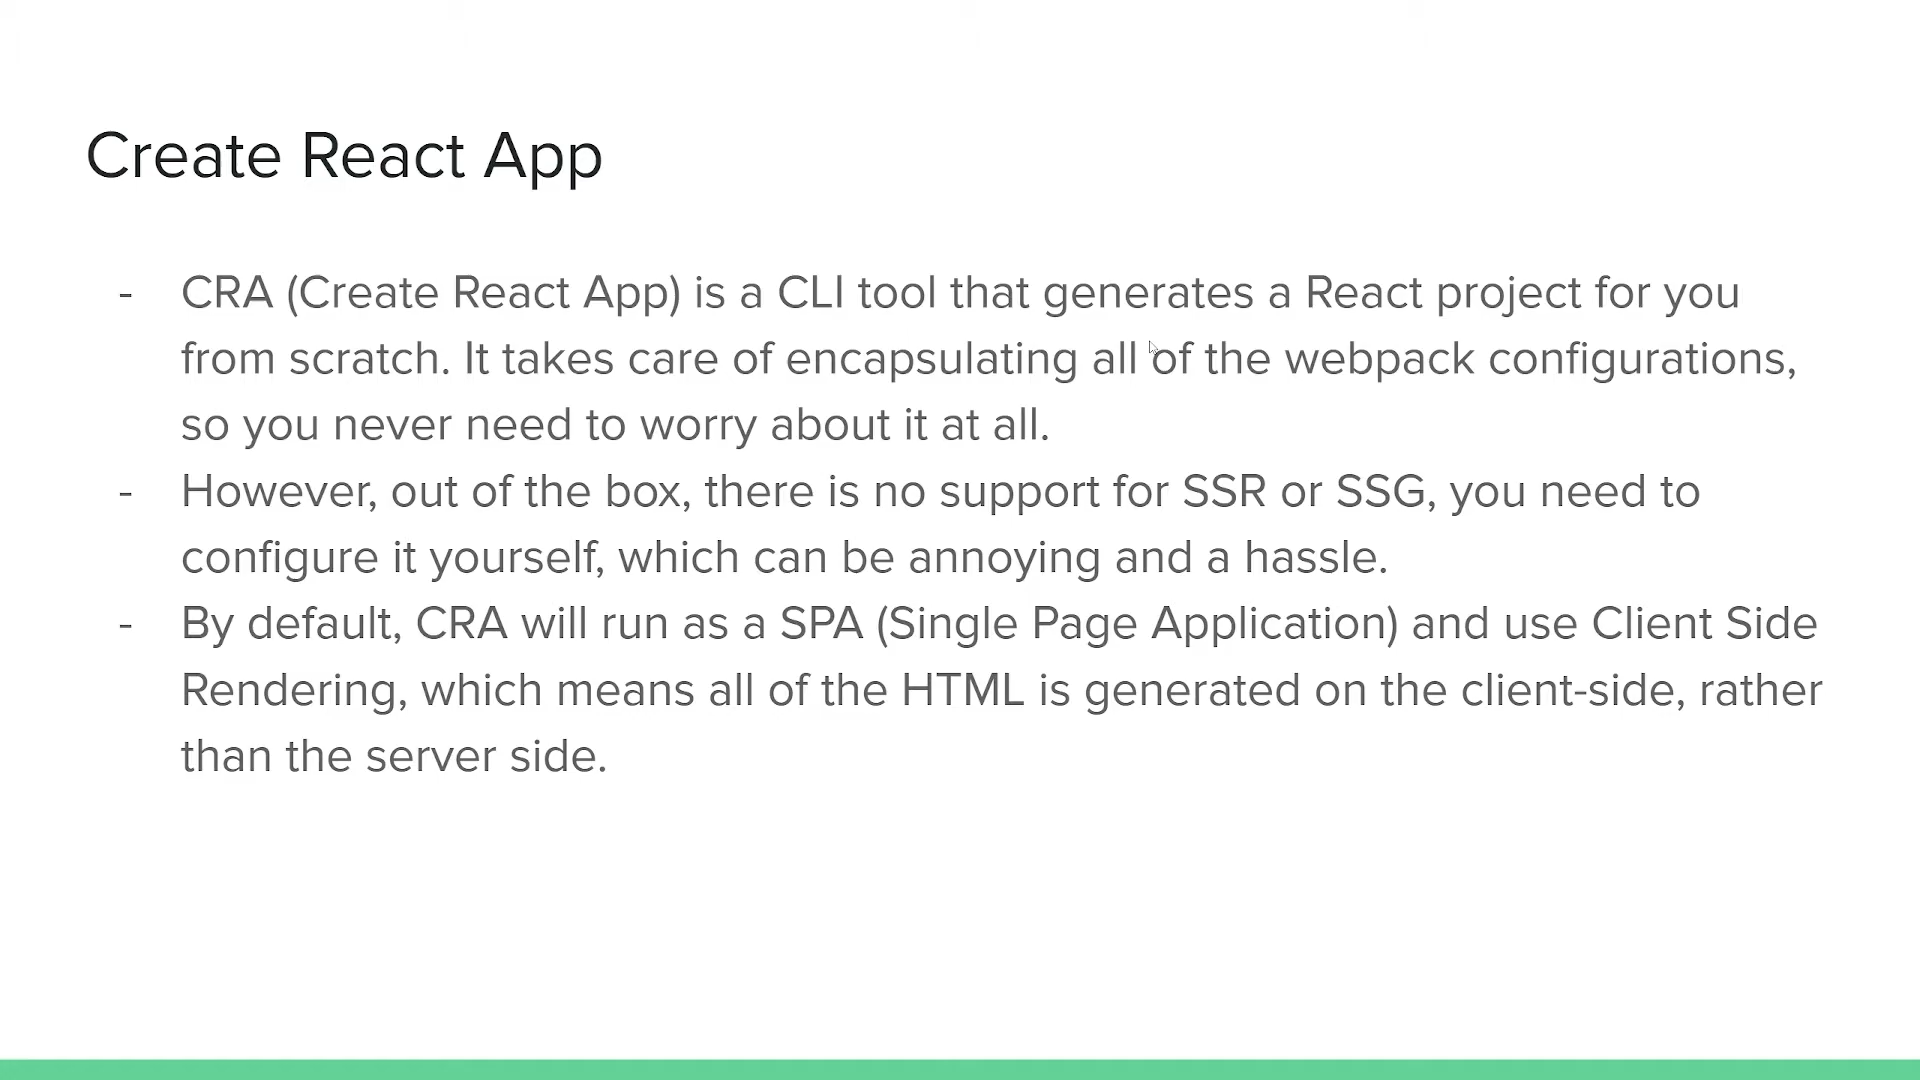 Create React App
- CRA (Create React App) is a CLI tool that generates a React project for you
from scratch. It takes care of encapsulating all of the webpack configurations,
so you never need to worry about it at all.
- However, out of the box, there is no support for SSR or SSG, you need to
configure it yourself, which can be annoying and a hassle.
- By default, CRA will run as a SPA (Single Page Application) and use Client Side
Rendering, which means all of the HTML is generated on the client-side, rather
than the server side.